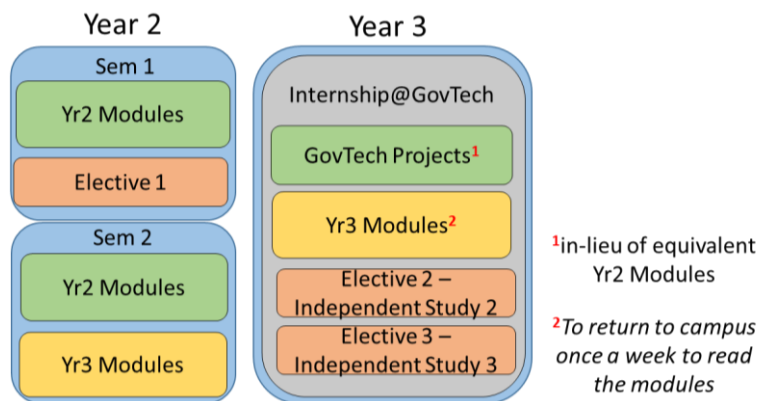 Year 2
Sem 1
Yr2 Modules
Elective 1
Sem 2
Yr2 Modules
Yr3 Modules
Year 3
Internship@GovTech
GovTech Projects¹
Yr3 Modules²
Elective 2 –
Independent Study 2
Elective 3 –
Independent Study 3
¹in-lieu of equivalent
Yr2 Modules
²To return to campus
once a week to read
the modules